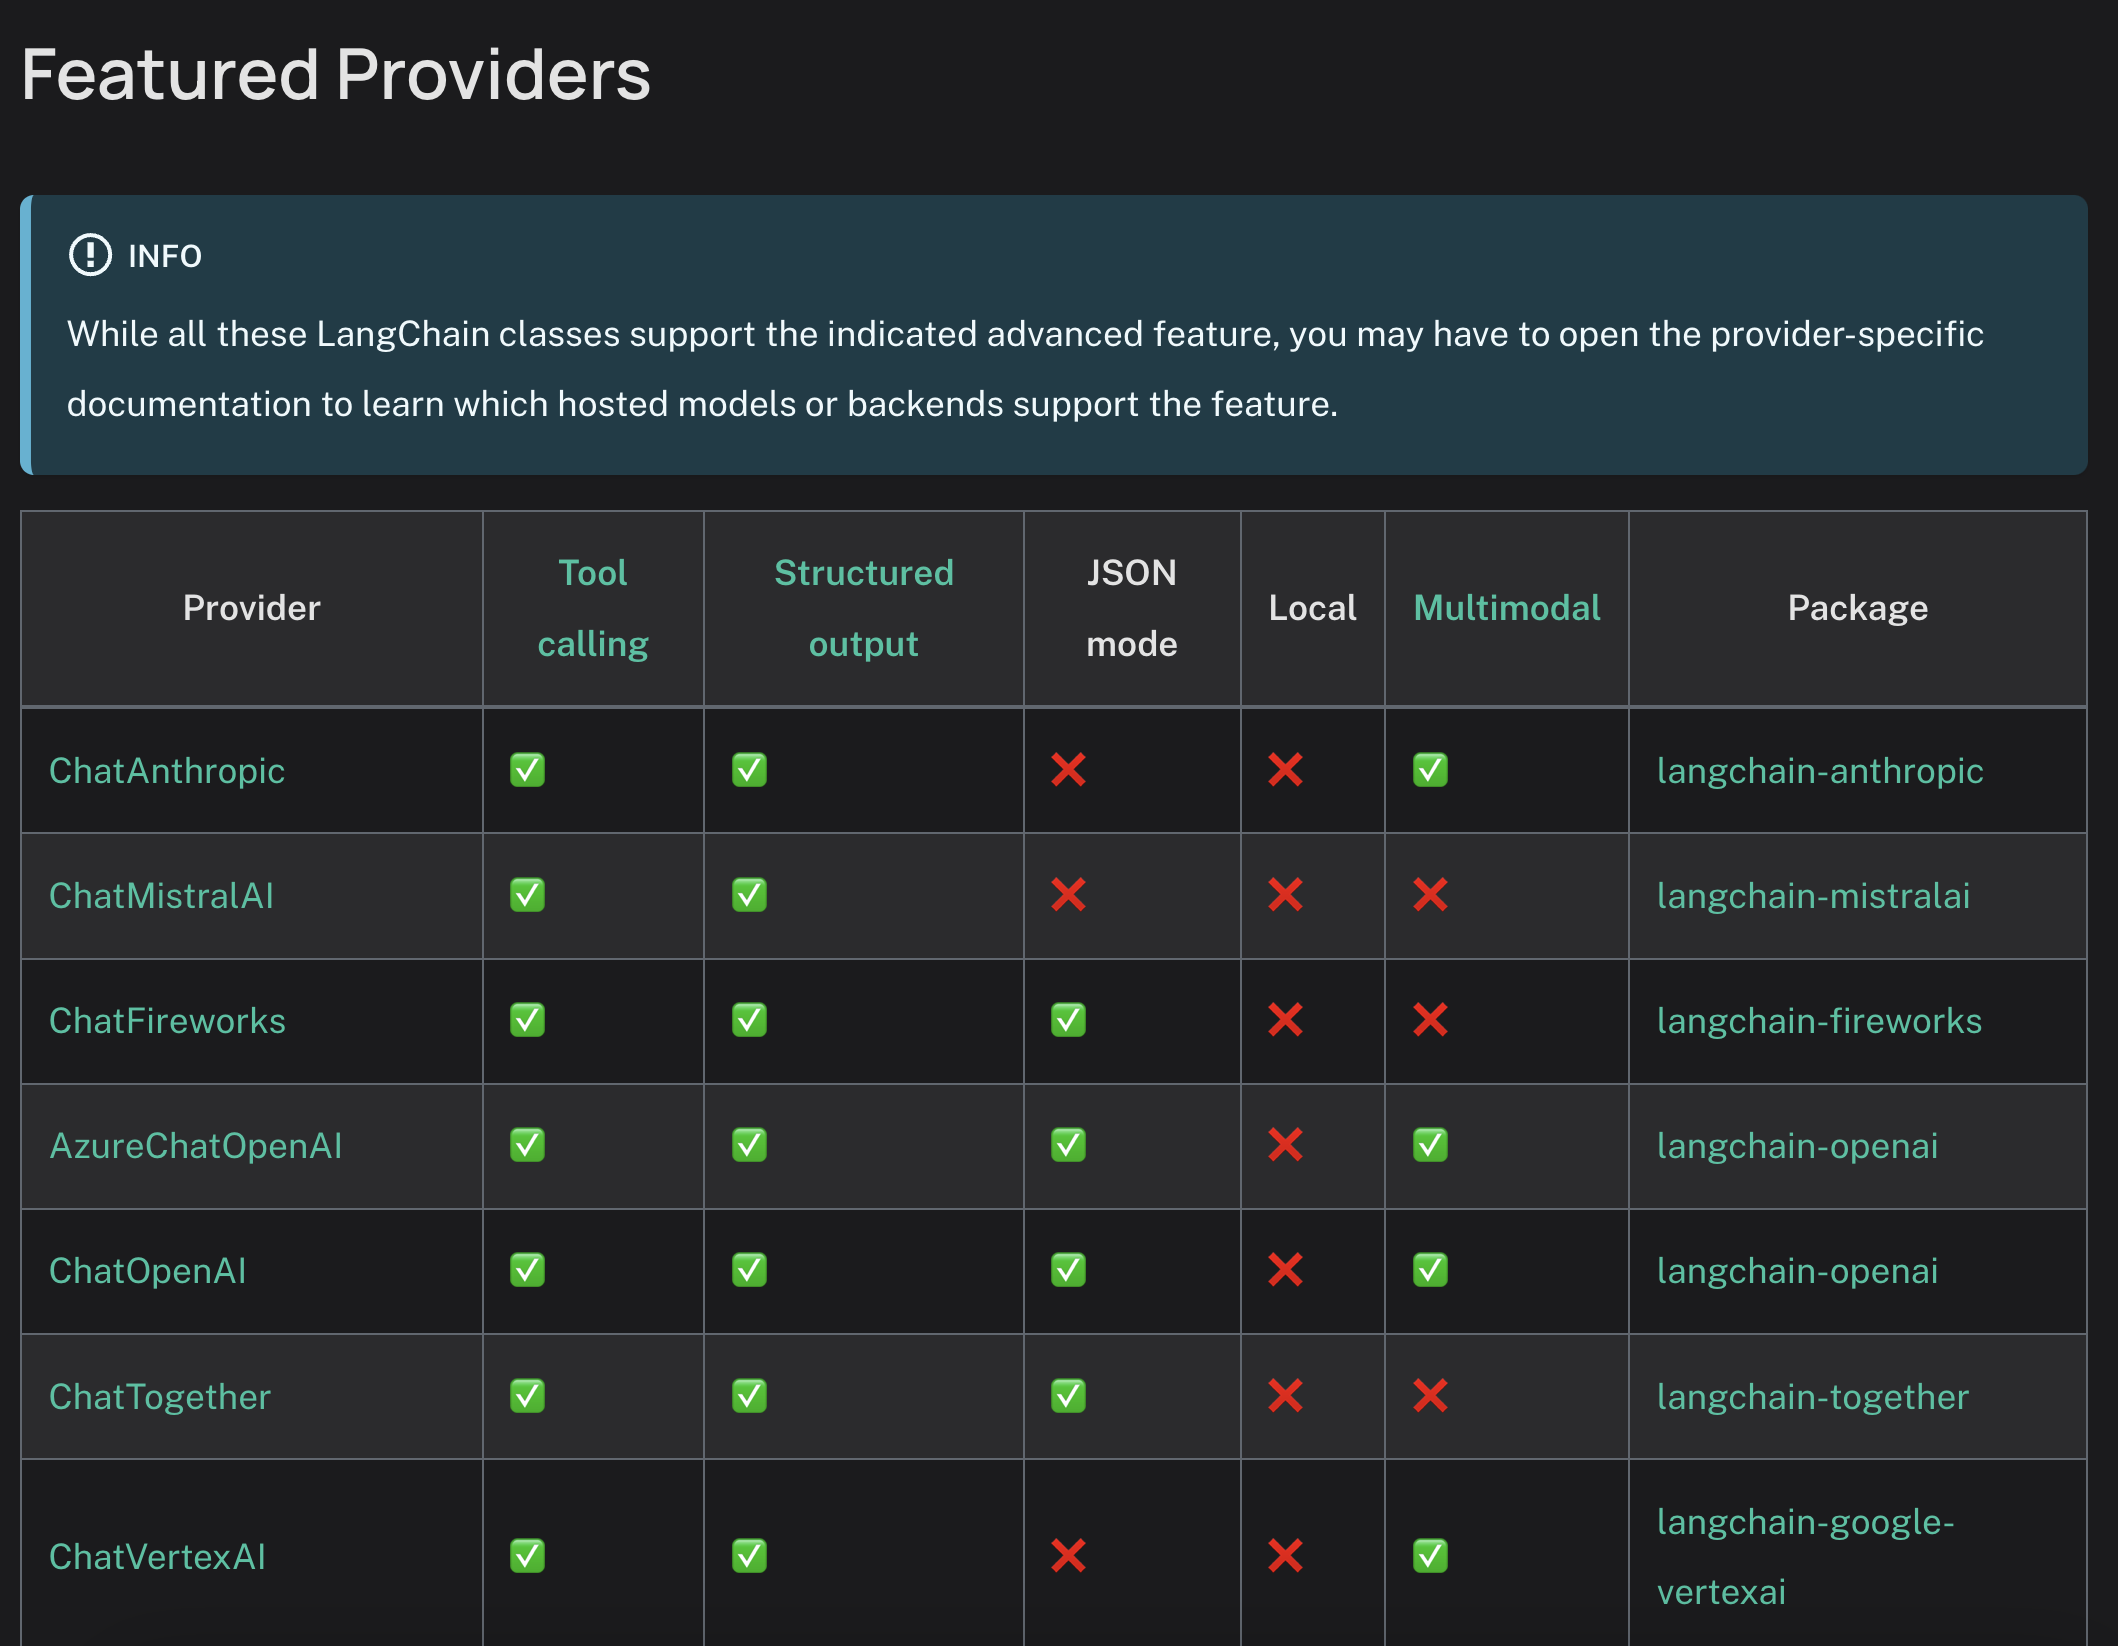 Featured Providers
INFO
While all these LangChain classes support the indicated advanced feature, you may have to open the provider-specific
documentation to learn which hosted models or backends support the feature.
Provider Tool calling Structured output JSON mode Local Multimodal Package
ChatAnthropic ✅ ✅ ❌ ❌ ✅ langchain-anthropic
ChatMistralAI ✅ ✅ ❌ ❌ ❌ langchain-mistralai
ChatFireworks ✅ ✅ ✅ ❌ ❌ langchain-fireworks
AzureChatOpenAI ✅ ✅ ✅ ❌ ✅ langchain-openai
ChatOpenAI ✅ ✅ ✅ ❌ ✅ langchain-openai
ChatTogether ✅ ✅ ✅ ❌ ❌ langchain-together
ChatVertexAI ✅ ✅ ❌ ❌ ✅ langchain-google-
vertexai